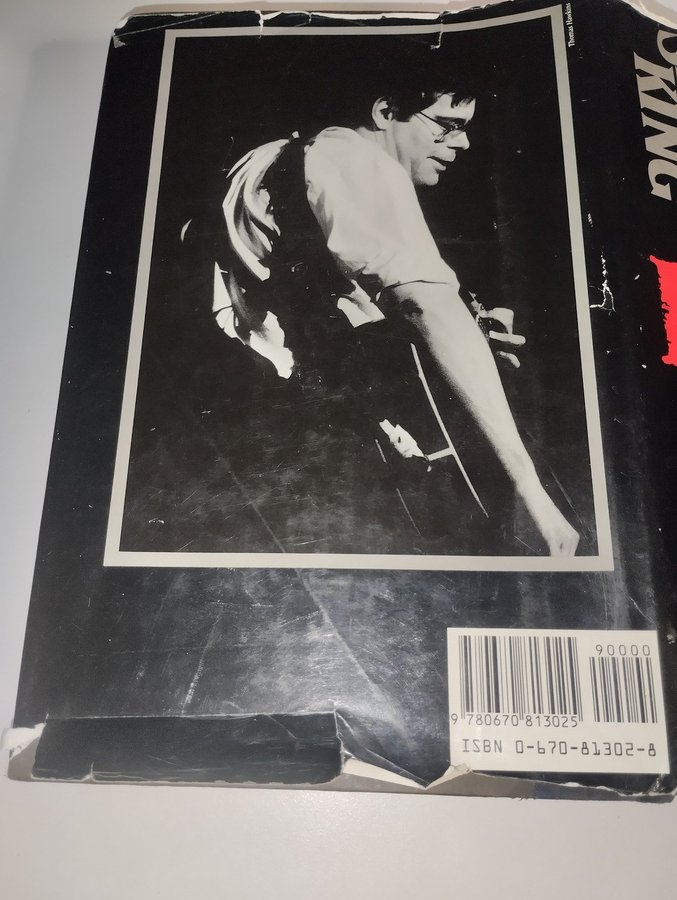 Thomas Hawkins
KING
90000
9 780670 813025
ISBN 0-670-81302-8